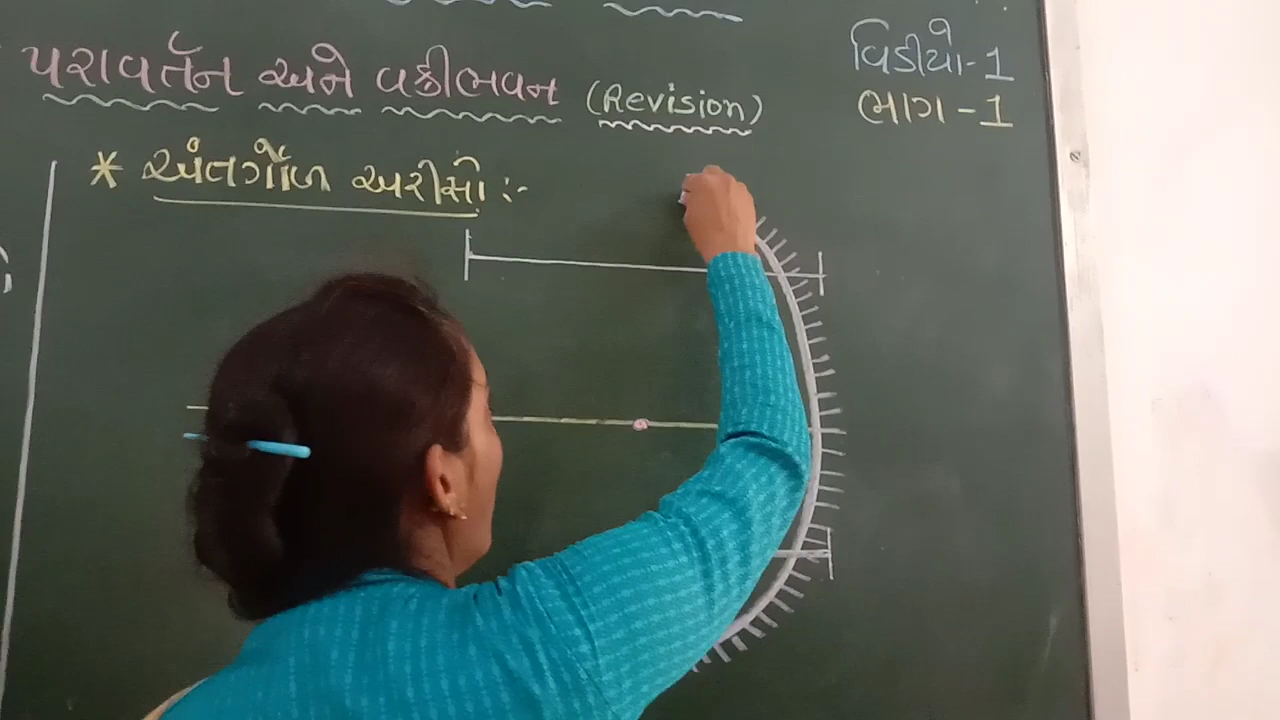 પરાવર્તન અને વક્રીભવન (Revision)
વિડીયો-1
ભાગ-1
* અંતર્ગોળ અરીસો :-